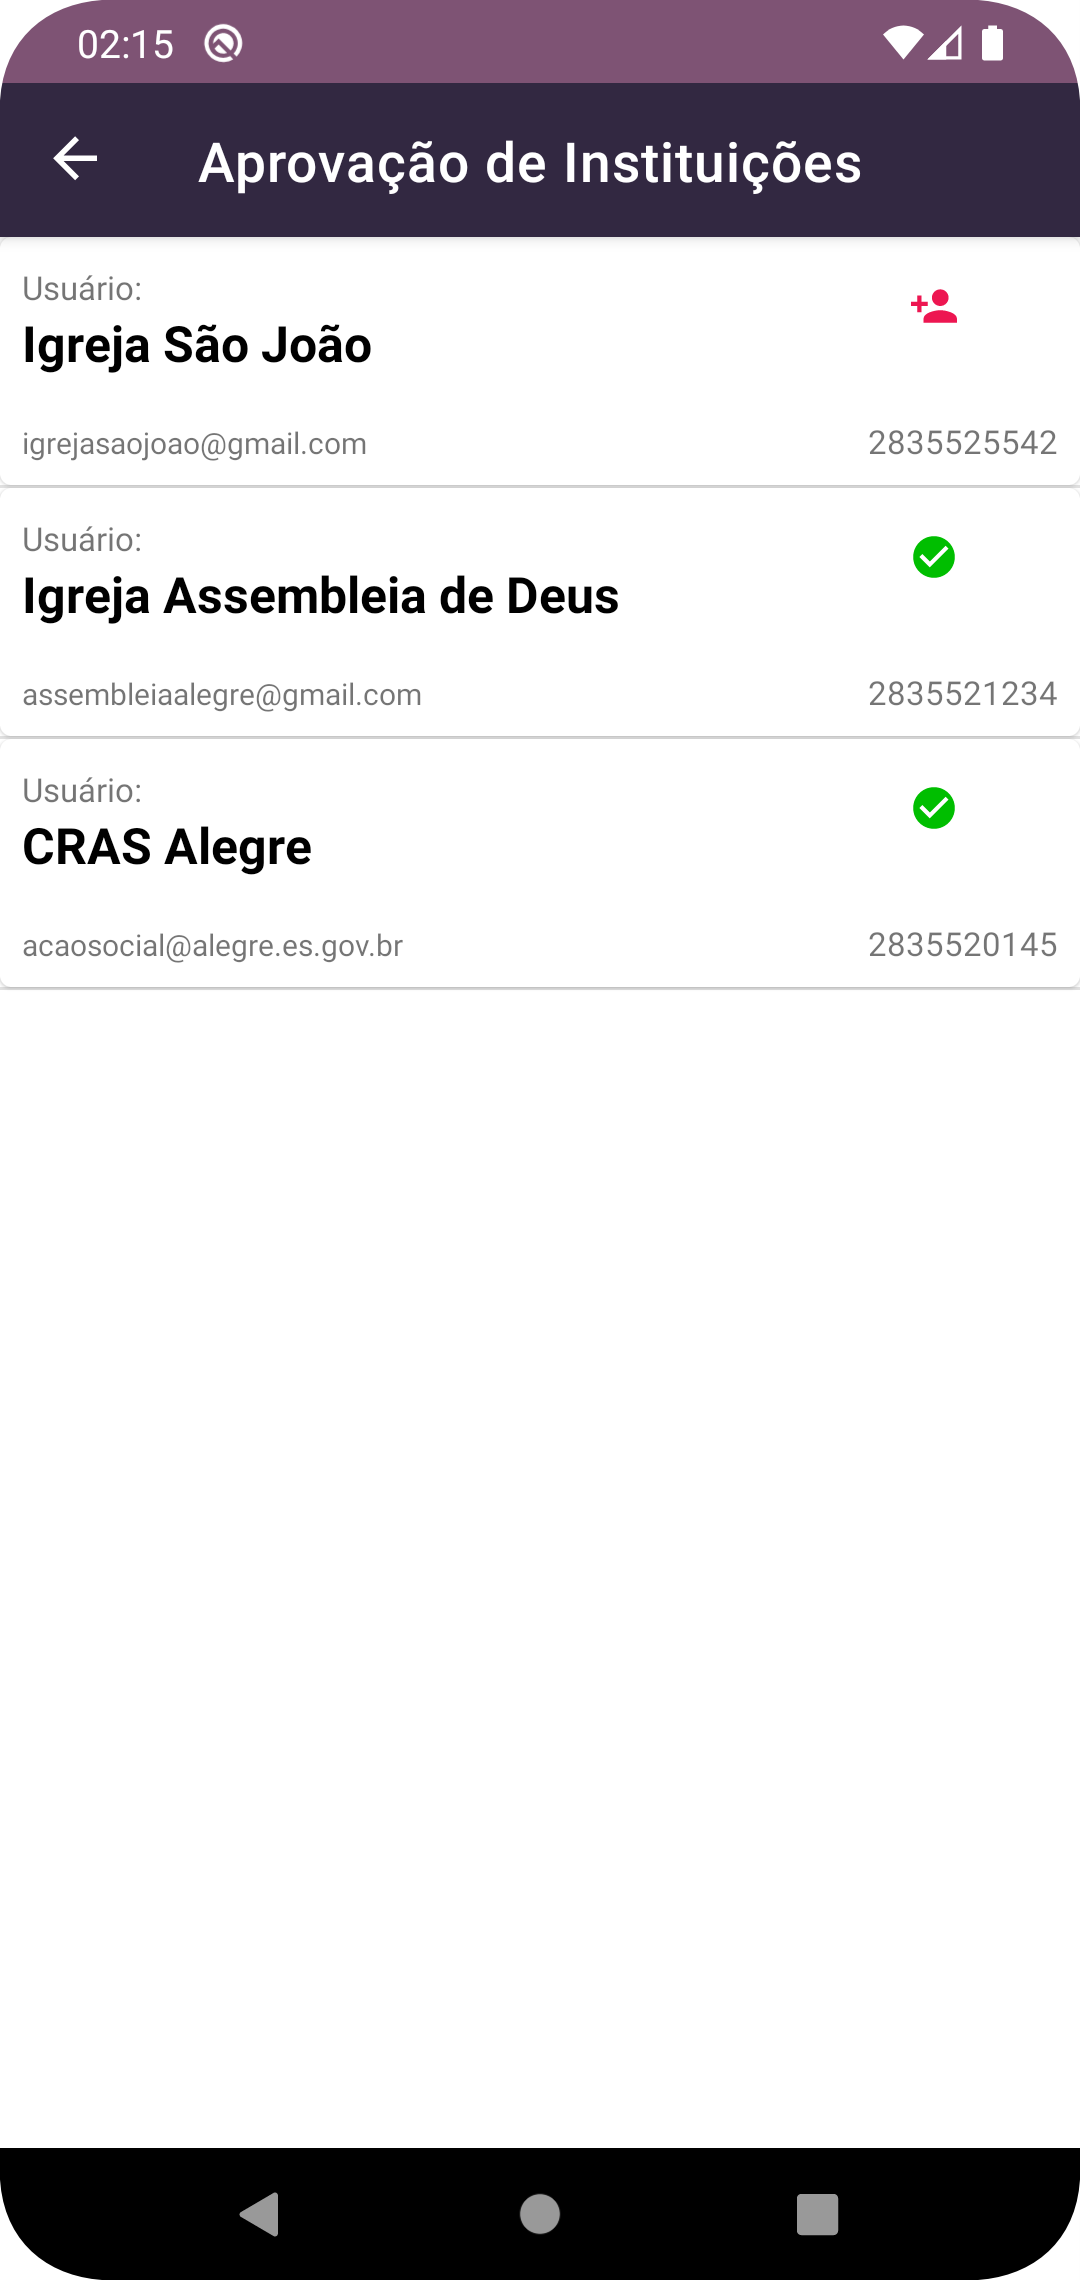 02:15
Aprovação de Instituições
Usuário:
Igreja São João
igrejasaojoao@gmail.com 2835525542
Usuário:
Igreja Assembleia de Deus
assembleiaalegre@gmail.com 2835521234
Usuário:
CRAS Alegre
acaosocial@alegre.es.gov.br 2835520145